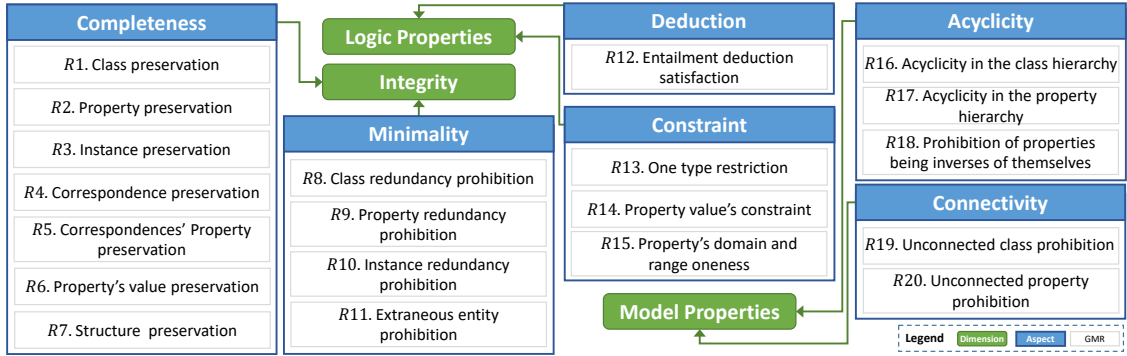 Completeness
R1. Class preservation
R2. Property preservation
R3. Instance preservation
R4. Correspondence preservation
R5. Correspondences' Property
preservation
R6. Property's value preservation
R7. Structure preservation
Logic Properties
Integrity
Minimality
R8. Class redundancy prohibition
R9. Property redundancy
prohibition
R10. Instance redundancy
prohibition
R11. Extraneous entity
prohibition
Deduction
R12. Entailment deduction
satisfaction
Constraint
R13. One type restriction
R14. Property value's constraint
R15. Property's domain and
range oneness
Model Properties
Acyclicity
R16. Acyclicity in the class hierarchy
R17. Acyclicity in the property
hierarchy
R18. Prohibition of properties
being inverses of themselves
Connectivity
R19. Unconnected class prohibition
R20. Unconnected property
prohibition
Legend Dimension Aspect GMR